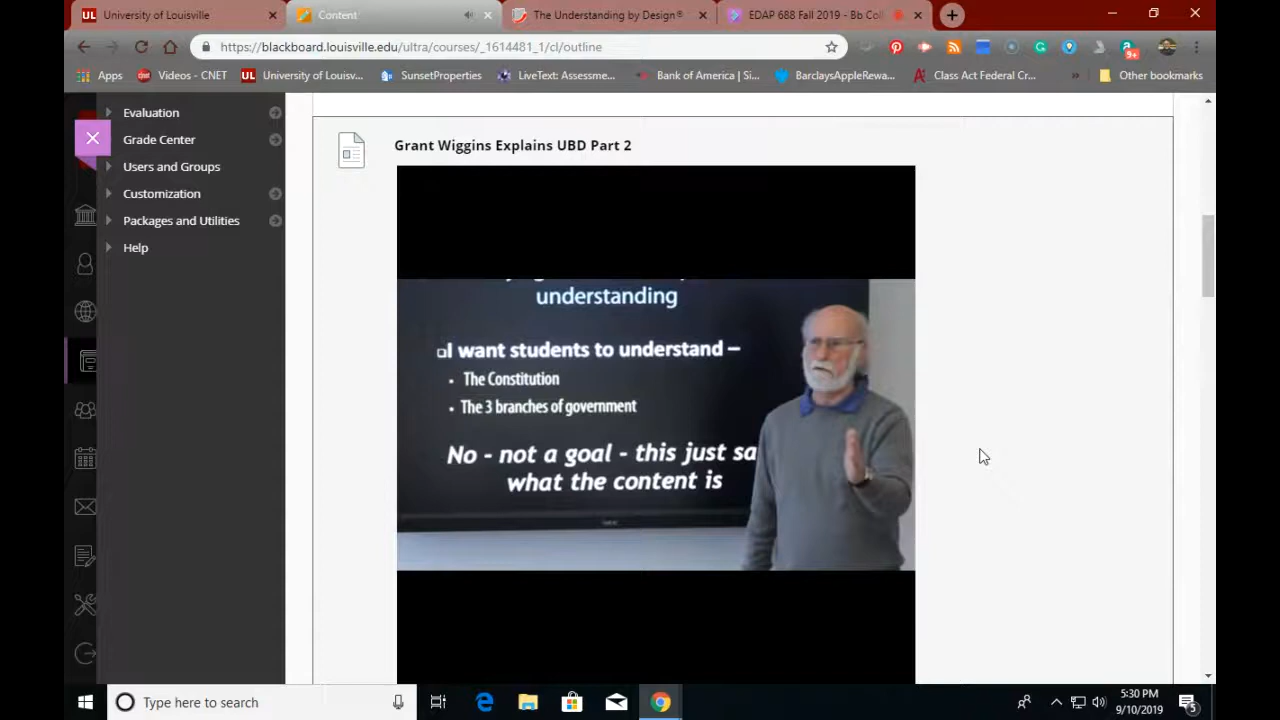 University of Louisville
Content
The Understanding by Design®
EDAP 688 Fall 2019 - Bb Coll
https://blackboard.louisville.edu/ultra/courses/_1614481_1/cl/outline
9+
Apps
Videos - CNET
University of Louisv...
SunsetProperties
LiveText: Assessme...
Bank of America | Si...
BarclaysAppleRewa...
Class Act Federal Cr...
»
Other bookmarks
Evaluation
Grade Center
Users and Groups
Customization
Packages and Utilities
Help
Grant Wiggins Explains UBD Part 2
understanding
I want students to understand –
• The Constitution
• The 3 branches of government
No - not a goal - this just sa
what the content is
Type here to search
5:30 PM
9/10/2019
5